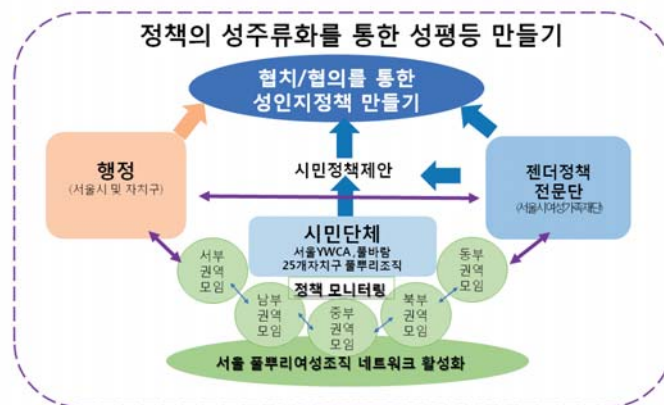 정책의 성주류화를 통한 성평등 만들기
협치/협의를 통한
성인지정책 만들기
행정
(서울시 및 자치구)
시민정책제안
젠더정책
전문단
(서울시여성가족재단)
시민단체
서울YWCA,풀바람
25개자치구 풀뿌리조직
정책 모니터링
서부
권역
모임
남부
권역
모임
중부
권역
모임
북부
권역
모임
동부
권역
모임
서울 풀뿌리여성조직 네트워크 활성화